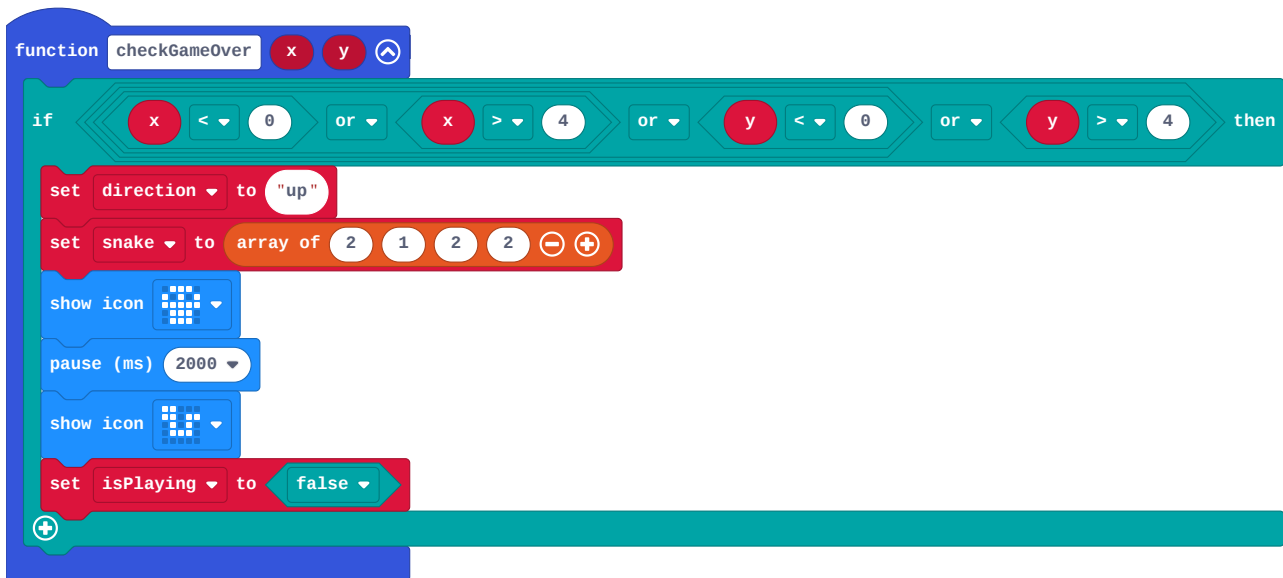 function checkGameOver x y
if x < 0 or x > 4 or y < 0 or y > 4 then
set direction to "up"
set snake to array of 2 1 2 2
show icon
pause (ms) 2000
show icon
set isPlaying to false